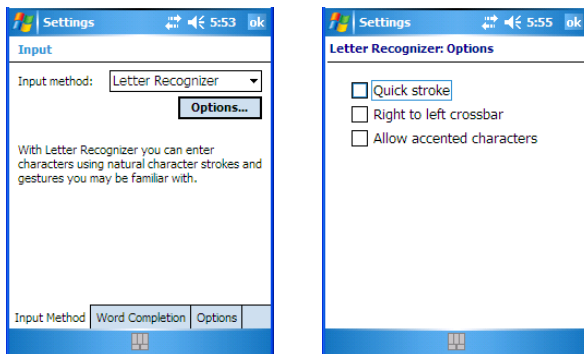 Settings 5:53 ok
Input
Input method: Letter Recognizer
Options...
With Letter Recognizer you can enter
characters using natural character strokes and
gestures you may be familiar with.
Input Method Word Completion Options
Settings 5:55 ok
Letter Recognizer: Options
Quick stroke
Right to left crossbar
Allow accented characters